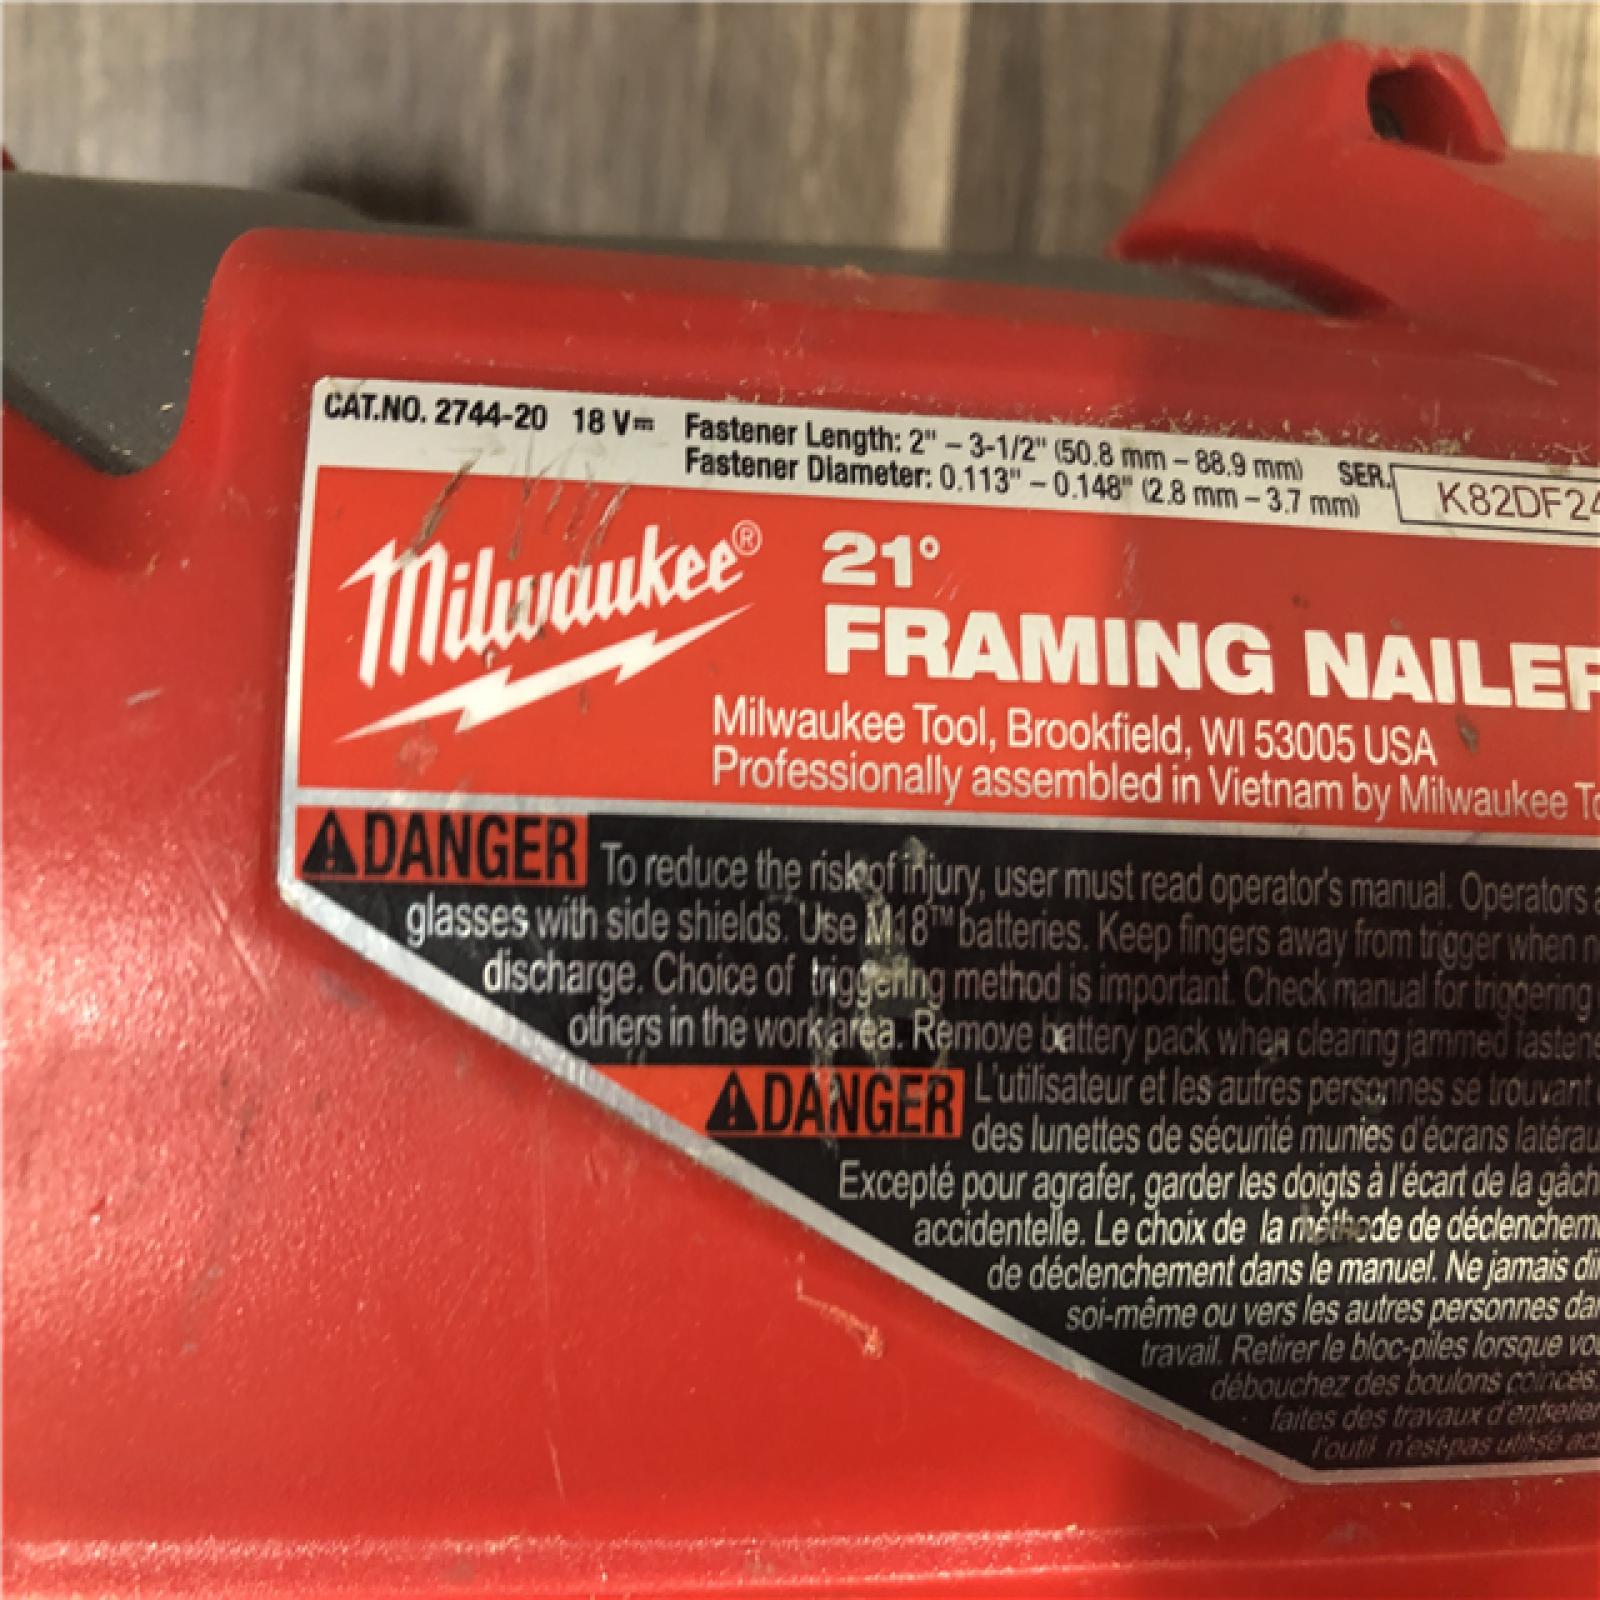 CAT.NO. 2744-20 18 V⎓ Fastener Length: 2" – 3-1/2" (50.8 mm – 88.9 mm) SER.
Fastener Diameter: 0.113" – 0.148" (2.8 mm – 3.7 mm) K82DF24
Milwaukee®
21°
FRAMING NAILER
Milwaukee Tool, Brookfield, WI 53005 USA
Professionally assembled in Vietnam by Milwaukee
DANGER To reduce the risk of injury, user must read operator's manual. Operators
glasses with side shields. Use M18™ batteries. Keep fingers away from trigger when
discharge. Choice of triggering method is important. Check manual for triggering
others in the work area. Remove battery pack when clearing jammed
DANGER L'utilisateur et les autres personnes se trouvant
des lunettes de sécurité munies d'écrans
Excepté pour agrafer, garder les doigts à l'écart de la
accidentelle. Le choix de la méthode de
de déclenchement dans le manuel. Ne jamais
soi-même ou vers les autres personnes
travail. Retirer le bloc-piles lorsque
débouchez des boulons coincés,
faites des travaux
l'outil n'est pas utilisé